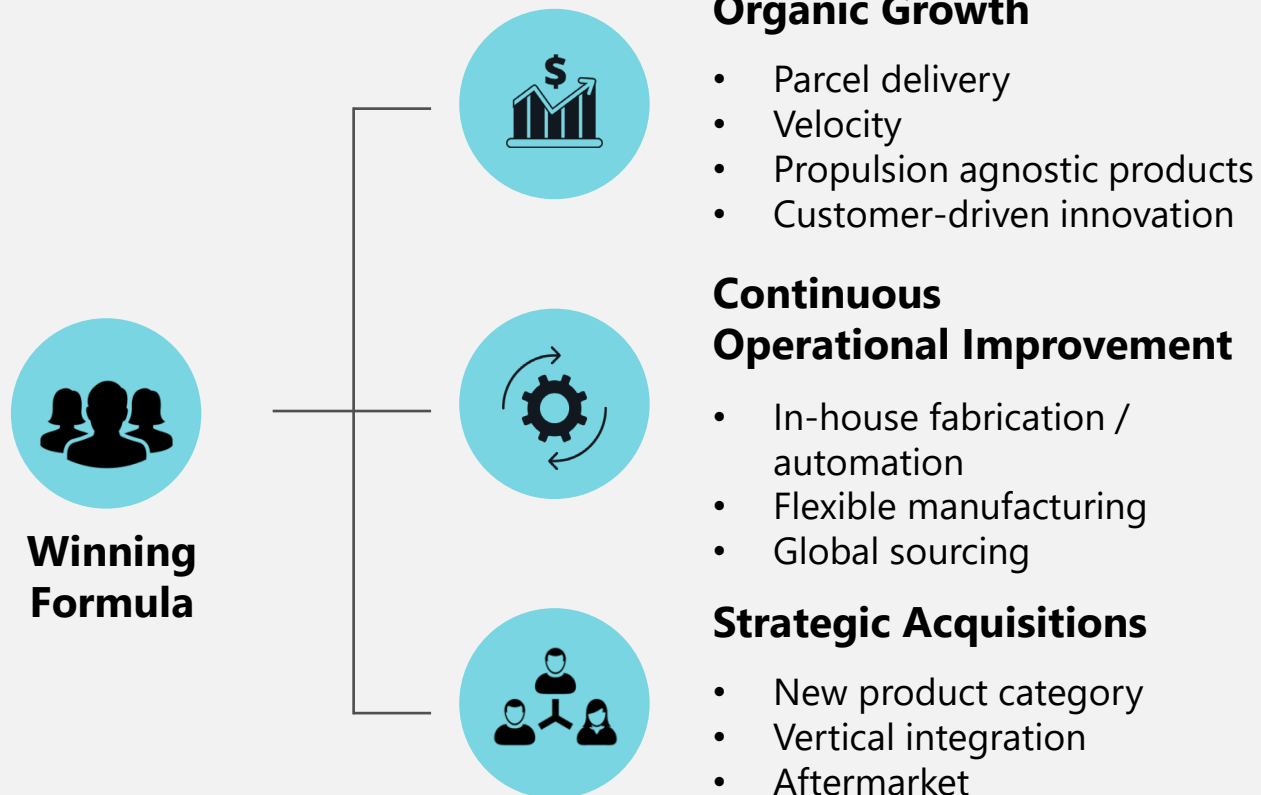 Organic Growth
• Parcel delivery
• Velocity
• Propulsion agnostic products
• Customer-driven innovation
Continuous
Operational Improvement
• In-house fabrication /
automation
• Flexible manufacturing
• Global sourcing
Winning
Formula
Strategic Acquisitions
• New product category
• Vertical integration
• Aftermarket
$